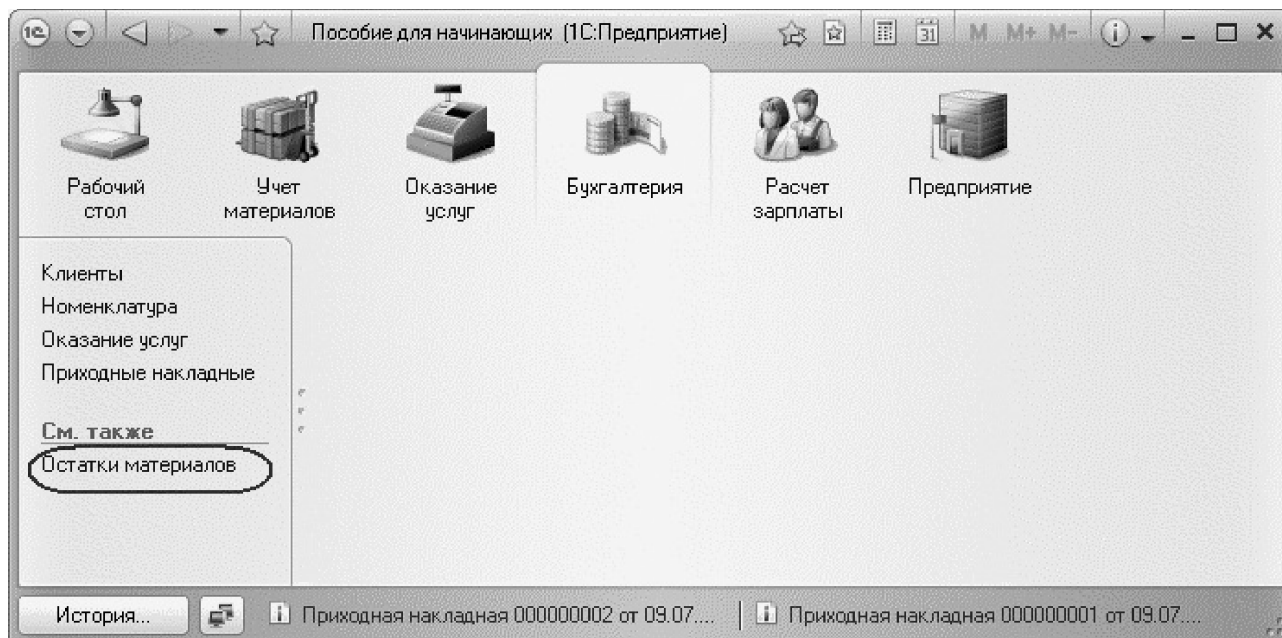 1С Пособие для начинающих (1С:Предприятие) 31 M M+ M-
Рабочий стол
Учет материалов
Оказание услуг
Бухгалтерия
Расчет зарплаты
Предприятие
Клиенты
Номенклатура
Оказание услуг
Приходные накладные
См. также
Остатки материалов
История... Приходная накладная 000000002 от 09.07.... Приходная накладная 000000001 от 09.07....